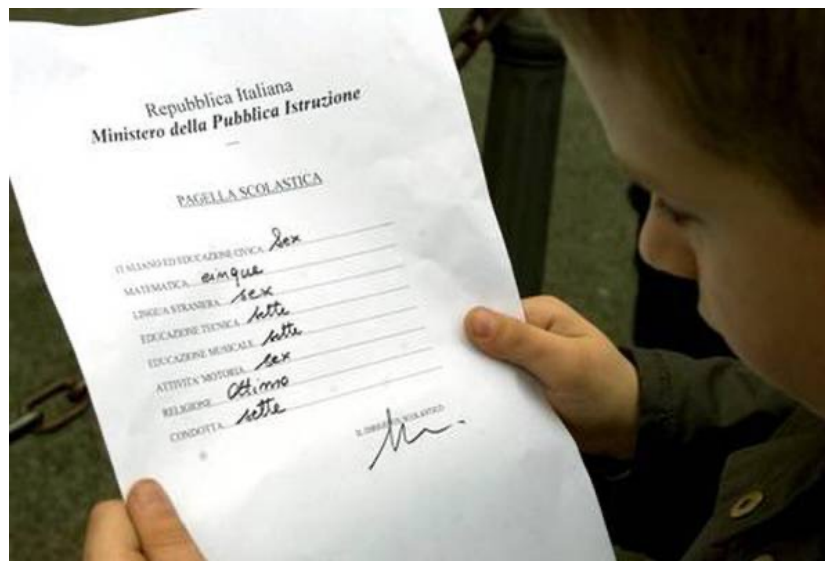 Repubblica Italiana
Ministero della Pubblica Istruzione
PAGELLA SCOLASTICA
ITALIANO ED EDUCAZIONE CIVICA Sex
MATEMATICA cinque
LINGUA STRANIERA sex
EDUCAZIONE TECNICA sette
EDUCAZIONE MUSICALE sette
ATTIVITA' MOTORIA sex
RELIGIONE Ottimo
CONDOTTA sette
IL DIRIGENTE SCOLASTICO